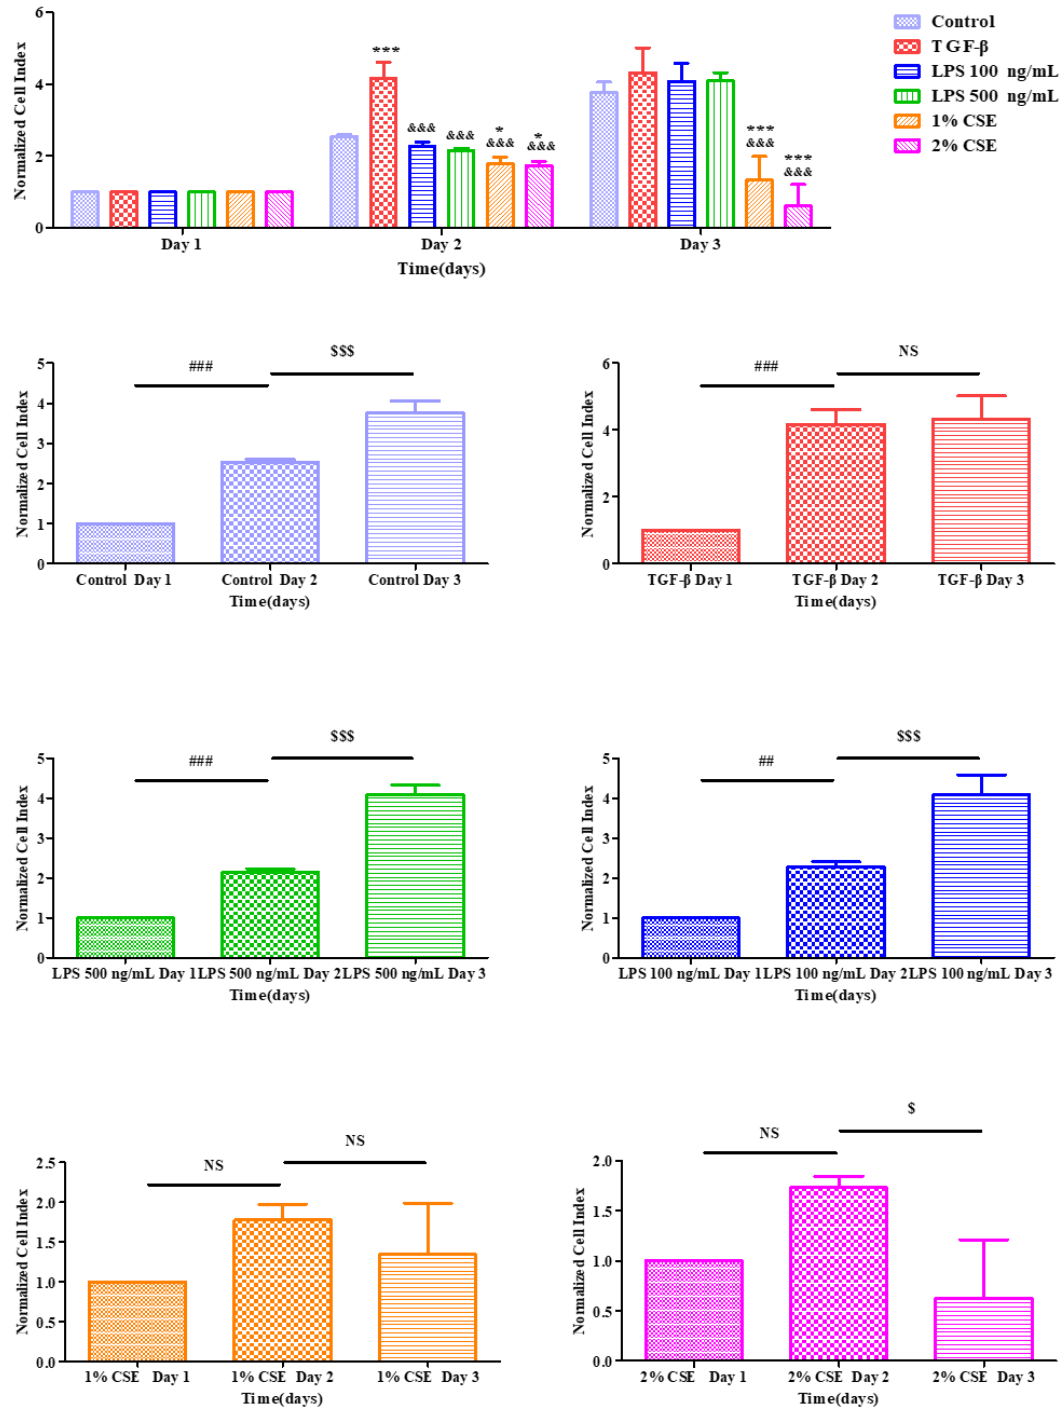 Normalized Cell Index
6
4
2
0
***
&&&
&&&
*
&&&
*
&&&
***
&&&
***
&&&
Day 1 Day 2 Day 3
Time(days)
Control
TGF-β
LPS 100 ng/mL
LPS 500 ng/mL
1% CSE
2% CSE
Normalized Cell Index
5
4
3
2
1
0
###
$$$
Control Day 1 Control Day 2 Control Day 3
Time(days)
Normalized Cell Index
6
4
2
0
###
NS
TGF-β Day 1 TGF-β Day 2 TGF-β Day 3
Time(days)
Normalized Cell Index
5
4
3
2
1
0
###
$$$
LPS 500 ng/mL Day 1LPS 500 ng/mL Day 2LPS 500 ng/mL Day 3
Time(days)
Normalized Cell Index
5
4
3
2
1
0
##
$$$
LPS 100 ng/mL Day 1LPS 100 ng/mL Day 2LPS 100 ng/mL Day 3
Time(days)
Normalized Cell Index
2.5
2.0
1.5
1.0
0.5
0.0
NS
NS
1% CSE Day 1 1% CSE Day 2 1% CSE Day 3
Time(days)
Normalized Cell Index
2.0
1.5
1.0
0.5
0.0
NS
$
2% CSE Day 1 2% CSE Day 2 2% CSE Day 3
Time(days)